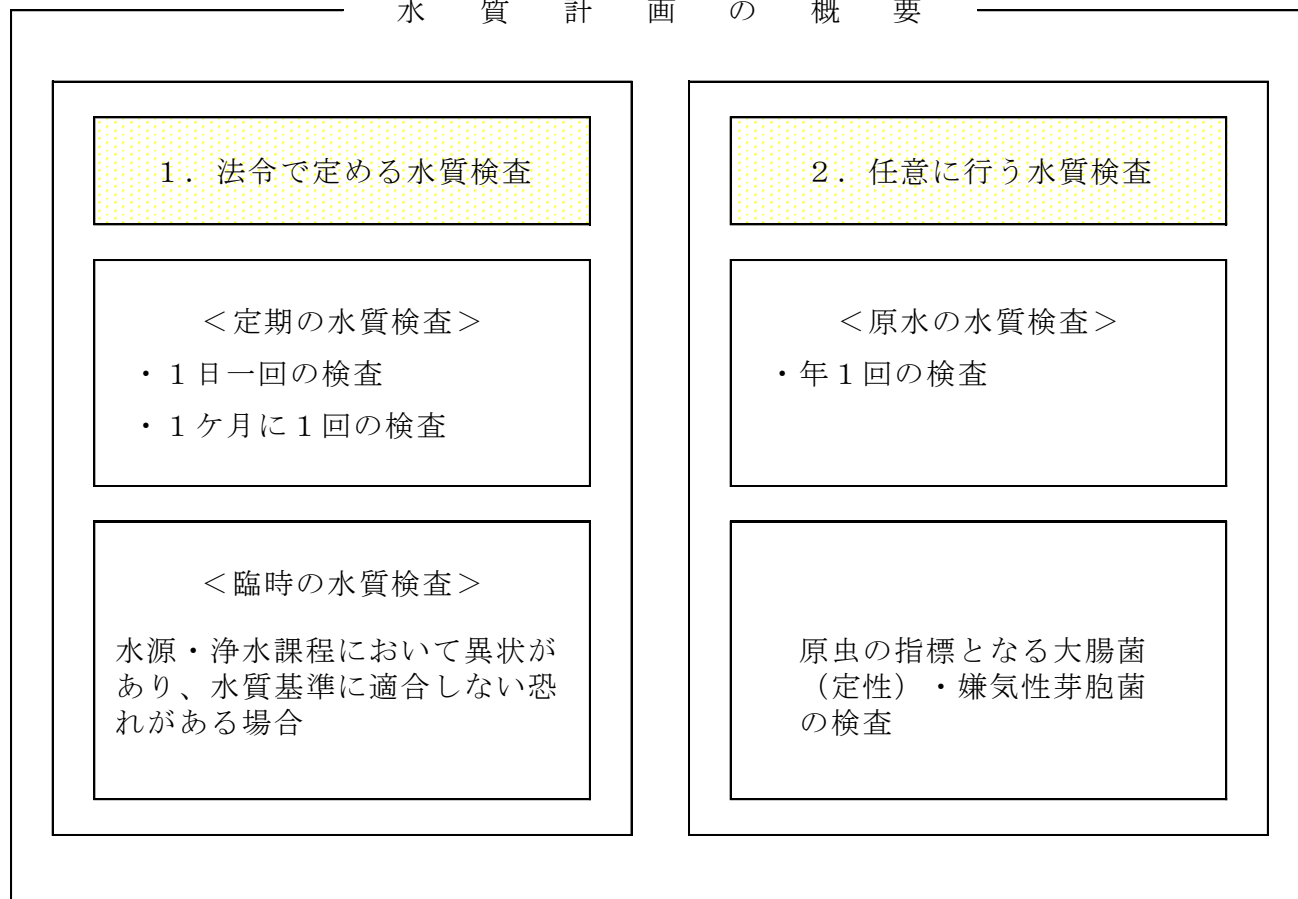 水質計画の概要
１．法令で定める水質検査
＜定期の水質検査＞
・１日一回の検査
・１ケ月に１回の検査
＜臨時の水質検査＞
水源・浄水課程において異状が
あり、水質基準に適合しない恐
れがある場合
２．任意に行う水質検査
＜原水の水質検査＞
・年１回の検査
原虫の指標となる大腸菌
（定性）・嫌気性芽胞菌
の検査